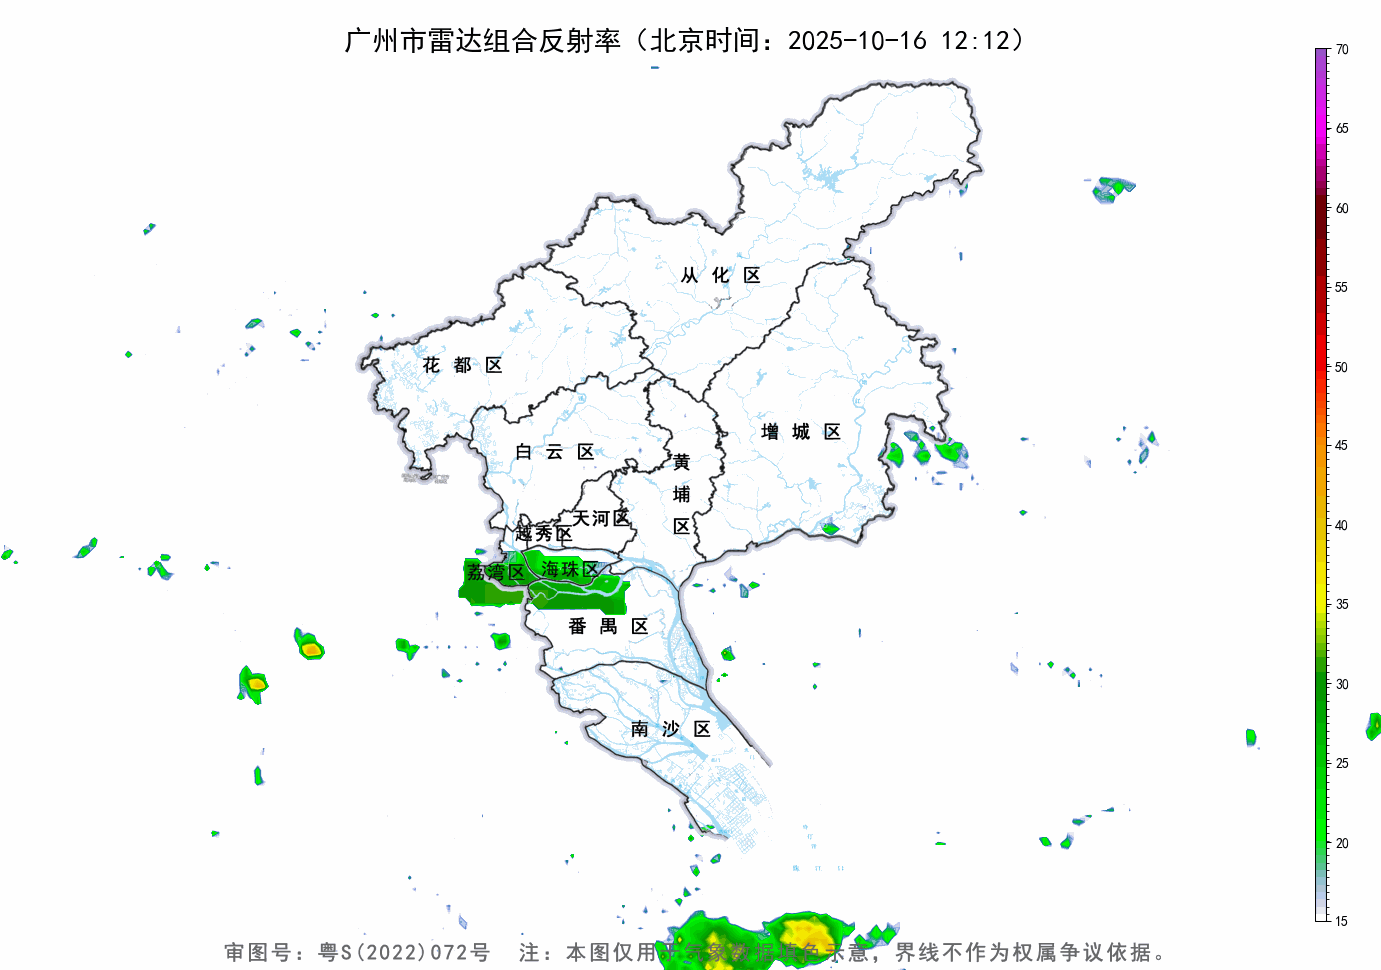 广州市雷达组合反射率（北京时间：2025-10-16 12:12）
70
65
60
55
50
45
40
35
30
25
20
15
从化区
花都区
增城区
白云区
黄埔区
天河区
越秀区
荔湾区
海珠区
番禺区
南沙区
审图号：粤S(2022)072号 注：本图仅用于气象数据填色示意，界线不作为权属争议依据。